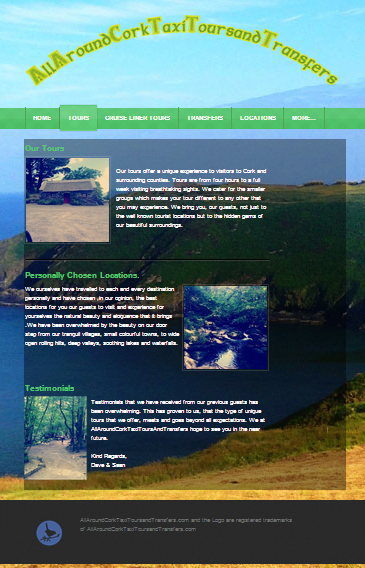 AllAroundCorkTaxiToursandTransfers
HOME TOURS CRUISE LINER TOURS TRANSFERS LOCATIONS MORE...
Our Tours
Our tours offer a unique experience to visitors to Cork and
surrounding counties. Tours are from four hours to a full
week visiting breathtaking sights. We cater for the smaller
groups which makes your tour different to any other that
you may experience. We bring you, our guests, not just to
the well known tourist locations but to the hidden gems of
our beautiful surroundings.
Personally Chosen Locations.
We ourselves have traveled to each and every destination
personally and have chosen ,in our opinion, the best
locations for you our guests to visit and experience for
yourselves the natural beauty and eloquence that it brings
.We have been overwhelmed by the beauty on our door
step from our tranquil villages, small colourful towns, to wide
open rolling hills, deep valleys, soothing lakes and waterfalls.
Testimonials
Testimonials that we have received from our previous guests has
been overwhelming. This has proven to us, that the type of unique
tours that we offer, meets and goes beyond all expectations. We at
AllAroundCorkTaxiToursAndTransfers hope to see you in the near
future.
Kind Regards,
Dave & Sean
AllAroundCorkTaxiToursandTransfers.com and the Logo are registered trademarks
of AllAroundCorkTaxiToursandTransfers.com